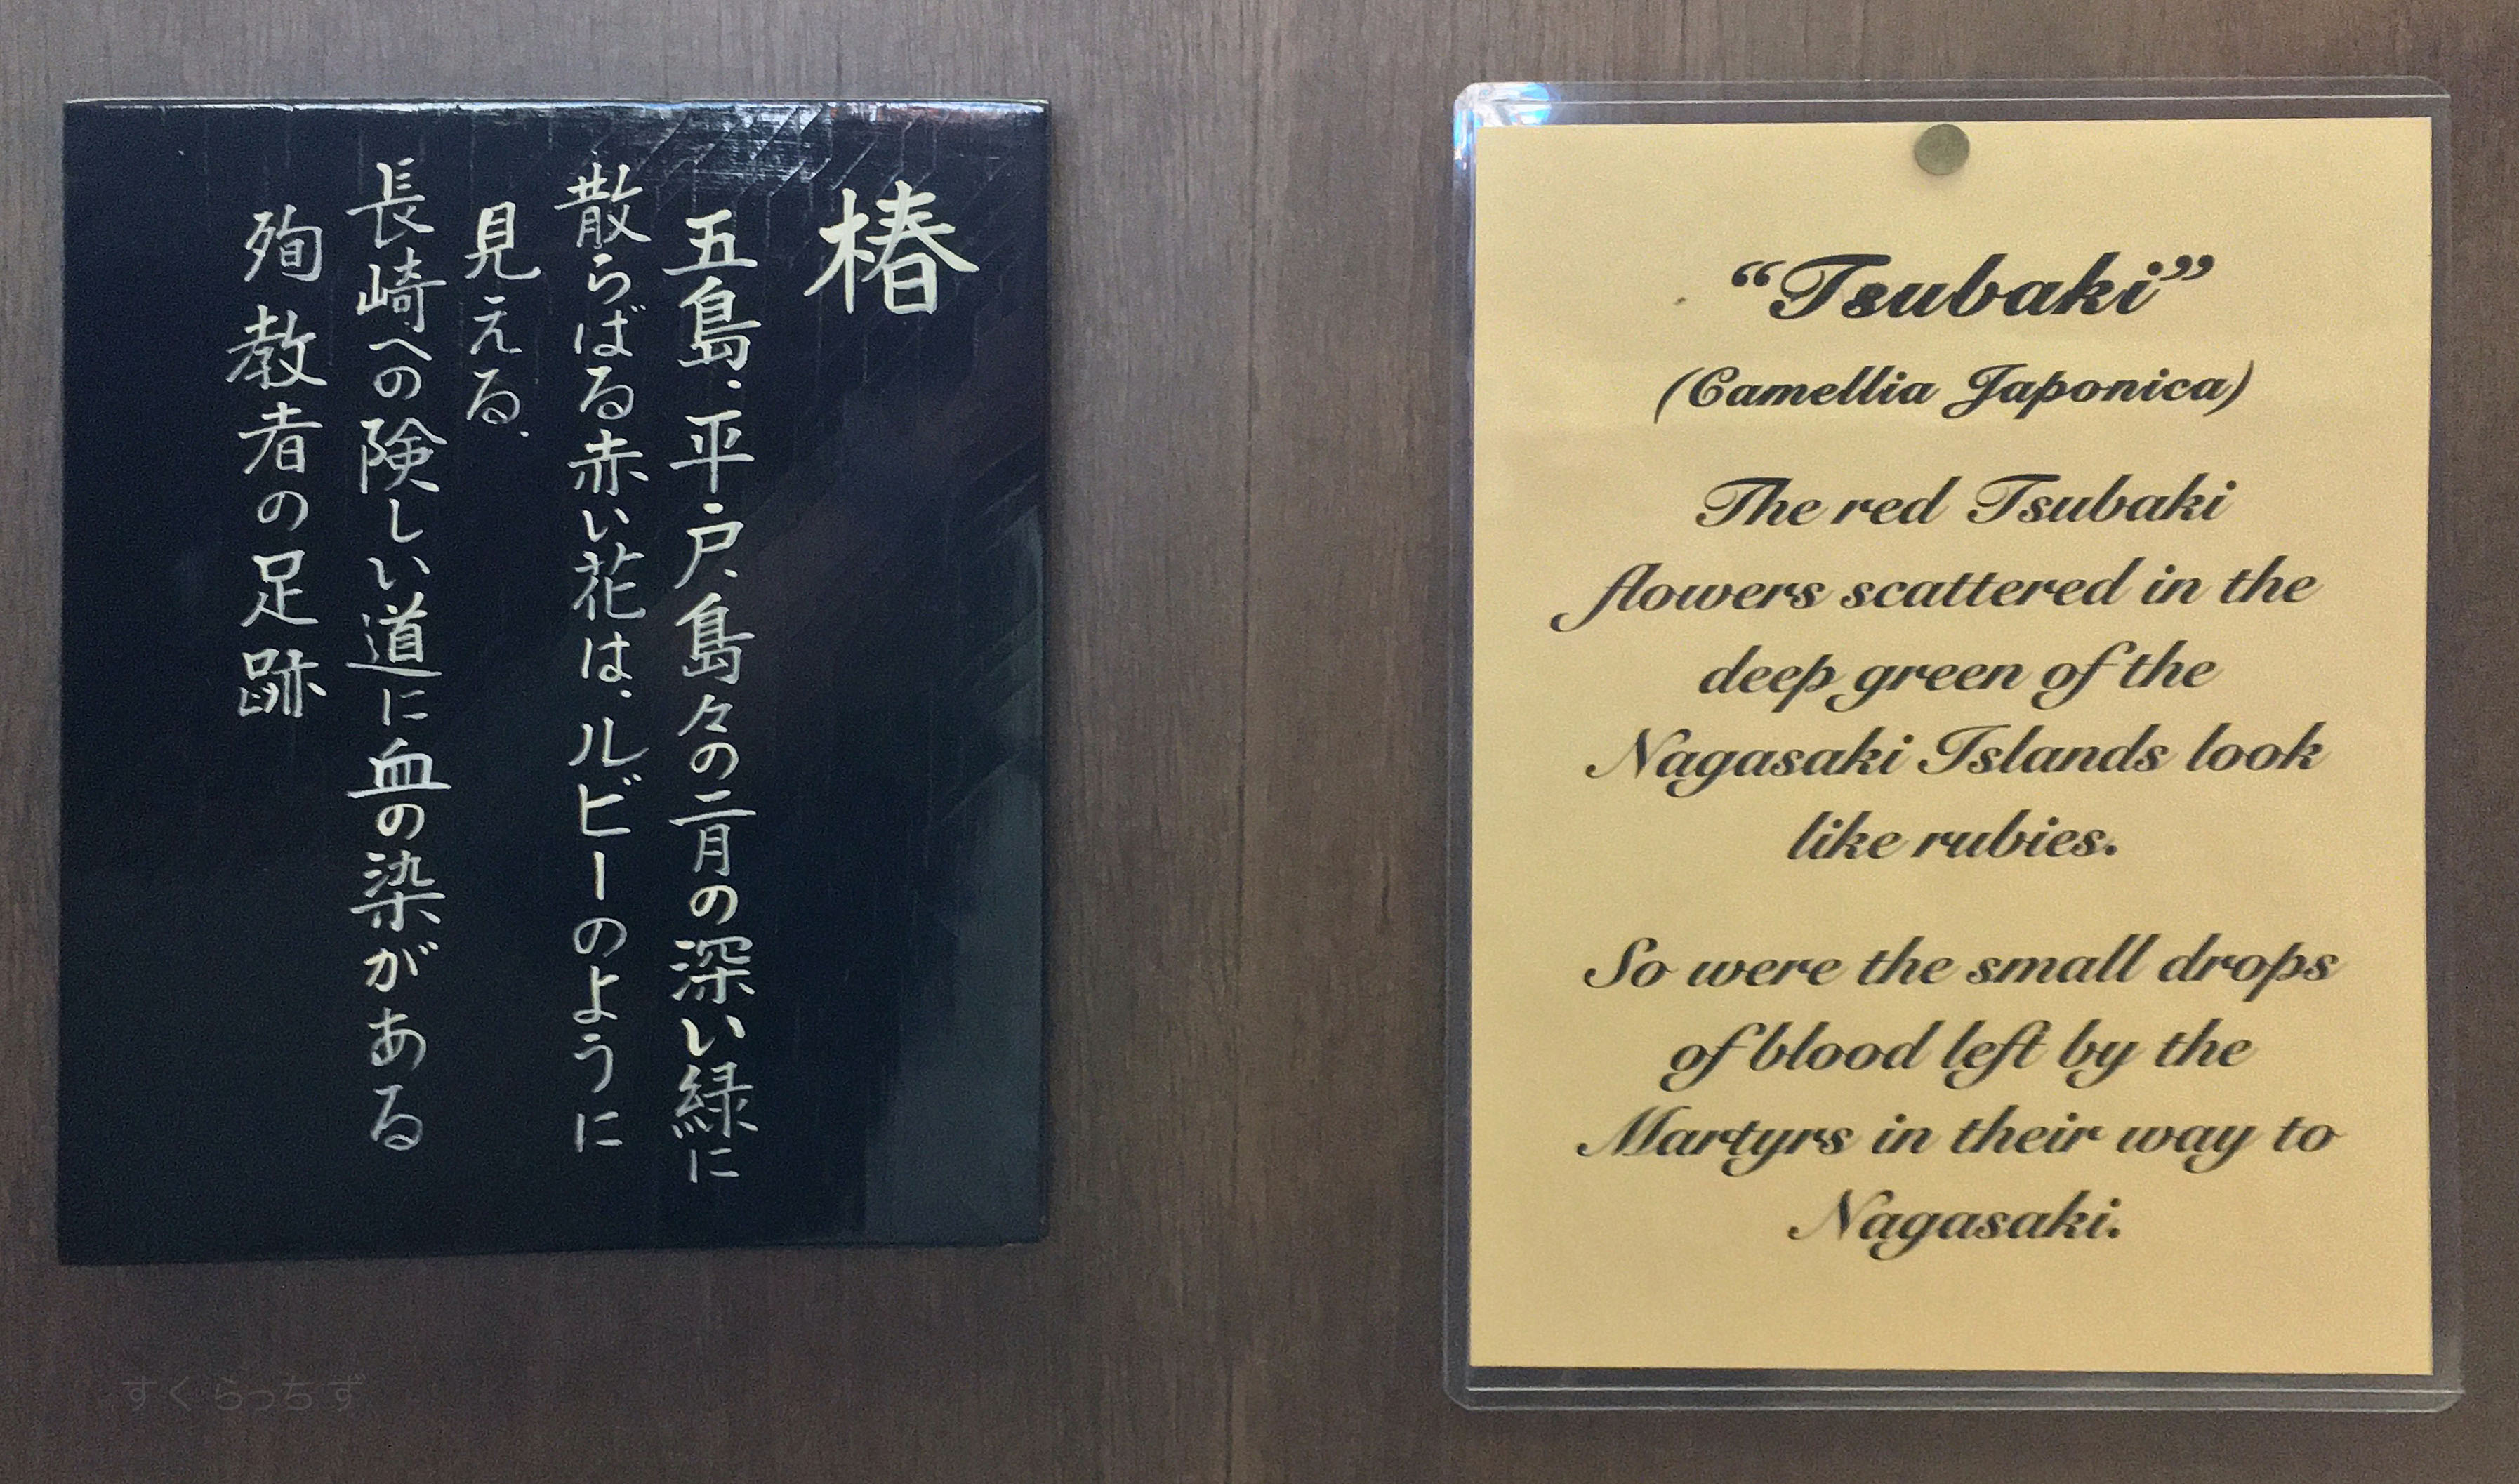 椿
五島、平戸、島々の二月の深い緑に
散らばる赤い花は、ルビーのように
見える、
長崎への険しい道に血の染がある
殉教者の足跡
“Tsubaki”
(Camellia Japonica)
The red Tsubaki
flowers scattered in the
deep green of the
Nagasaki Islands look
like rubies.
So were the small drops
of blood left by the
Martyrs in their way to
Nagasaki.
すくらっちず